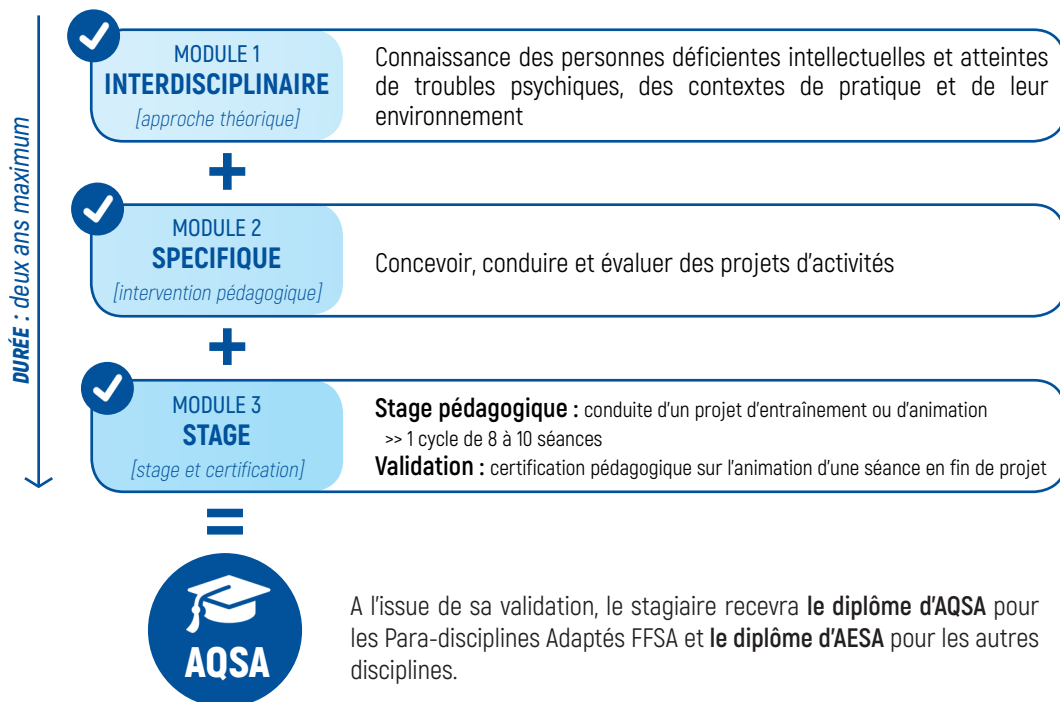 DURÉE : deux ans maximum
MODULE 1
INTERDISCIPLINAIRE
[approche théorique]
Connaissance des personnes déficientes intellectuelles et atteintes
de troubles psychiques, des contextes de pratique et de leur
environnement
+
MODULE 2
SPECIFIQUE
[intervention pédagogique]
Concevoir, conduire et évaluer des projets d'activités
+
MODULE 3
STAGE
[stage et certification]
Stage pédagogique : conduite d'un projet d'entraînement ou d'animation
>> 1 cycle de 8 à 10 séances
Validation : certification pédagogique sur l'animation d'une séance en fin de projet
=
AQSA
A l'issue de sa validation, le stagiaire recevra le diplôme d'AQSA pour
les Para-disciplines Adaptés FFSA et le diplôme d'AESA pour les autres
disciplines.